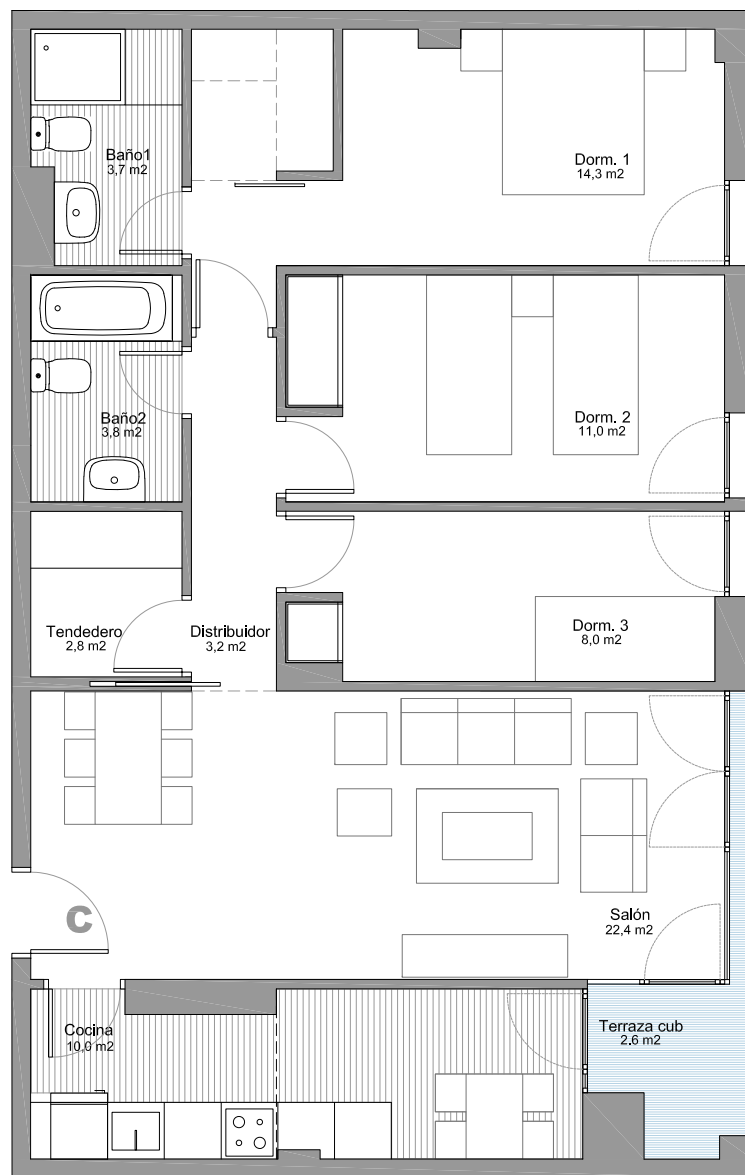 Baño1
3,7 m2
Dorm. 1
14,3 m2
Baño2
3,8 m2
Dorm. 2
11,0 m2
Tendedero
2,8 m2
Distribuidor
3,2 m2
Dorm. 3
8,0 m2
C
Salón
22,4 m2
Cocina
10,0 m2
Terraza cub
2.6 m2